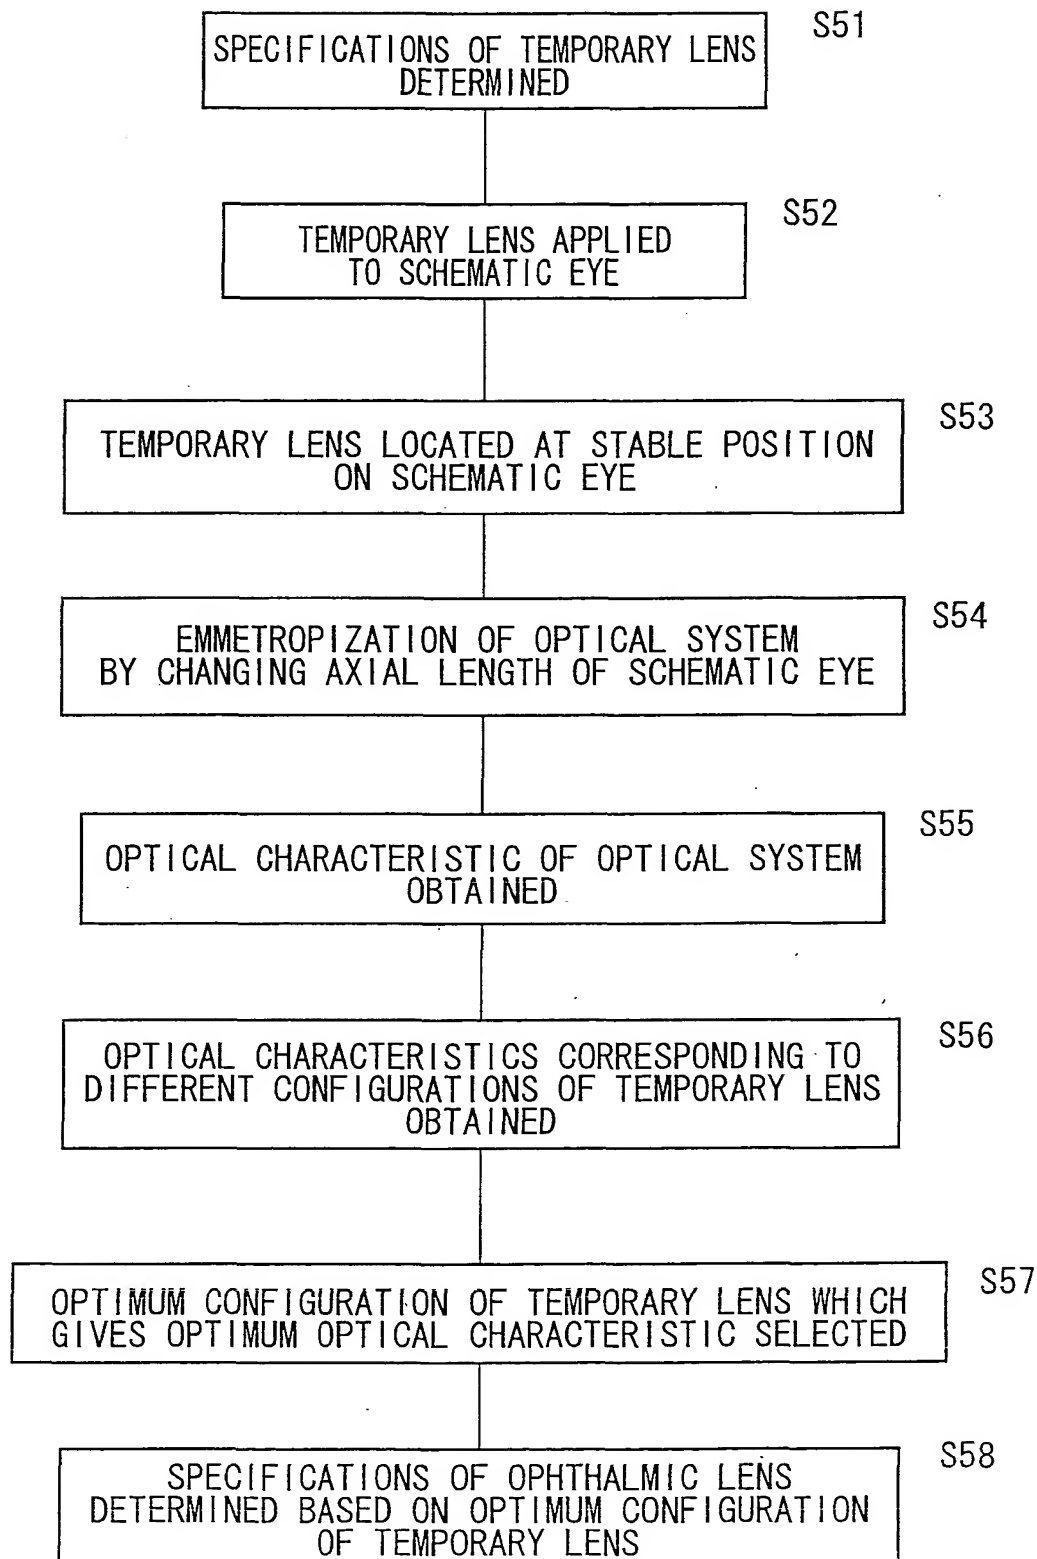 S51
SPECIFICATIONS OF TEMPORARY LENS
DETERMINED
S52
TEMPORARY LENS APPLIED
TO SCHEMATIC EYE
S53
TEMPORARY LENS LOCATED AT STABLE POSITION
ON SCHEMATIC EYE
S54
EMMETROPIZATION OF OPTICAL SYSTEM
BY CHANGING AXIAL LENGTH OF SCHEMATIC EYE
S55
OPTICAL CHARACTERISTIC OF OPTICAL SYSTEM
OBTAINED
S56
OPTICAL CHARACTERISTICS CORRESPONDING TO
DIFFERENT CONFIGURATIONS OF TEMPORARY LENS
OBTAINED
S57
OPTIMUM CONFIGURATION OF TEMPORARY LENS WHICH
GIVES OPTIMUM OPTICAL CHARACTERISTIC SELECTED
S58
SPECIFICATIONS OF OPHTHALMIC LENS
DETERMINED BASED ON OPTIMUM CONFIGURATION
OF TEMPORARY LENS